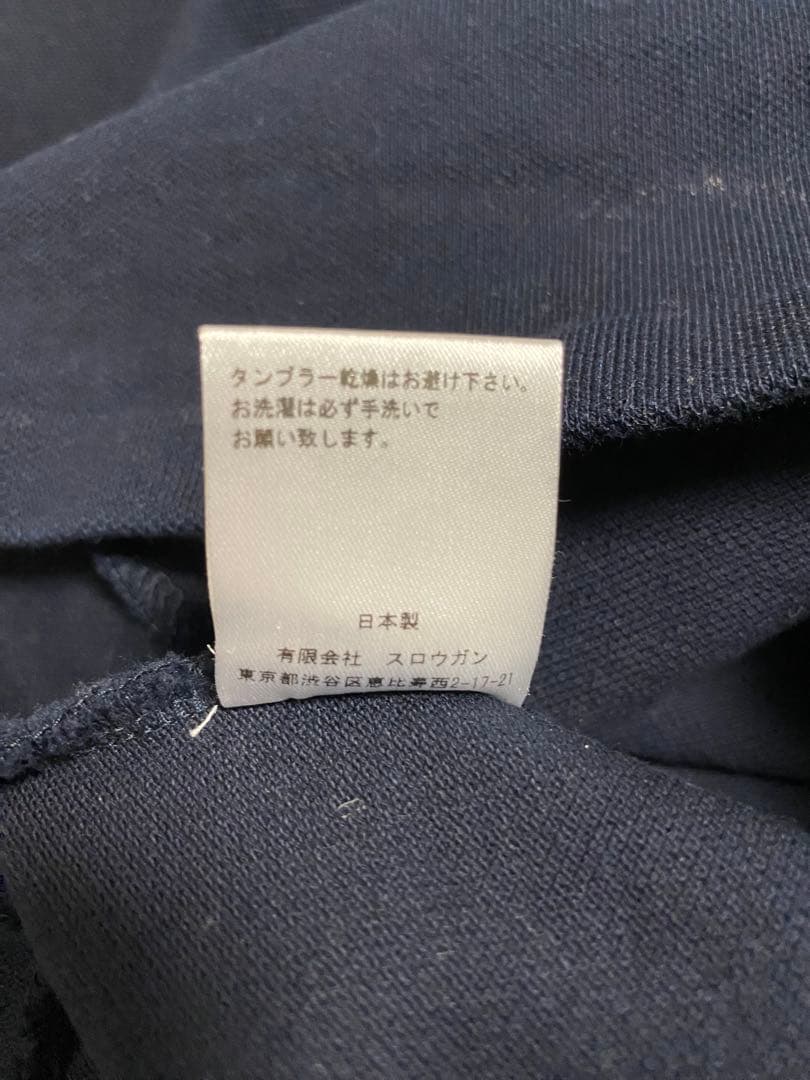 タンブラー乾燥はお避け下さい。
お洗濯は必ず手洗いで
お願い致します。
日本製
有限会社　スロウガン
東京都渋谷区恵比寿西2-17-21